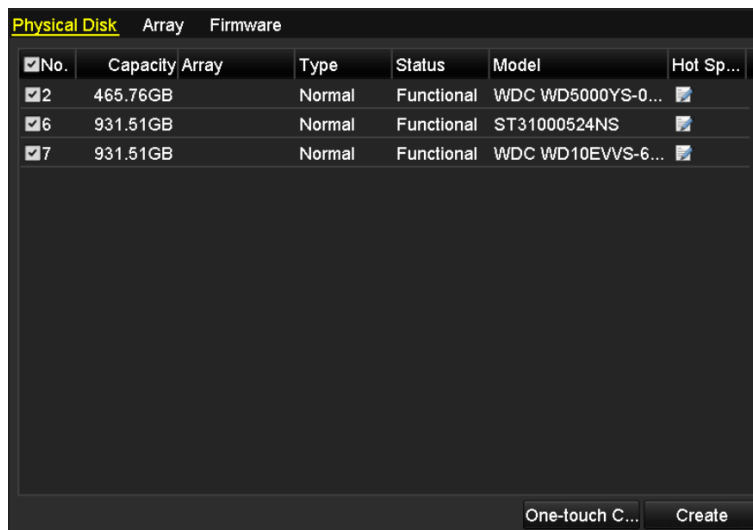 Physical Disk Array Firmware
No. Capacity Array Type Status Model Hot Sp...
2 465.76GB Normal Functional WDC WD5000YS-0...
6 931.51GB Normal Functional ST31000524NS
7 931.51GB Normal Functional WDC WD10EVVS-6...
One-touch C... Create